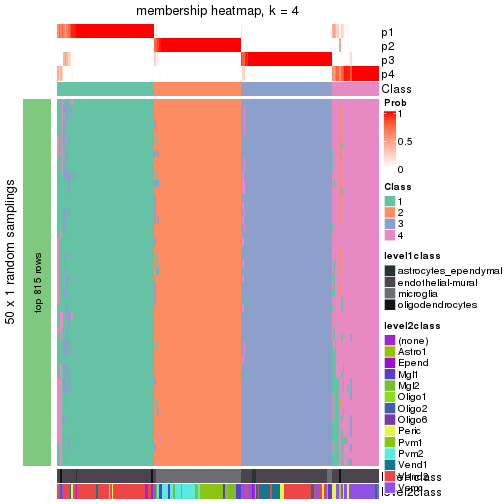 membership heatmap, k = 4
p1
p2
p3
p4
Class
50 x 1 random samplings
top 815 rows
Prob
1
0.5
0
Class
1
2
3
4
level1class
astrocytes_ependymal
endothelial-mural
microglia
oligodendrocytes
level2class
(none)
Astro1
Epend
Mgl1
Mgl2
Oligo1
Oligo2
Oligo6
Peric
Pvm1
Pvm2
Vend1